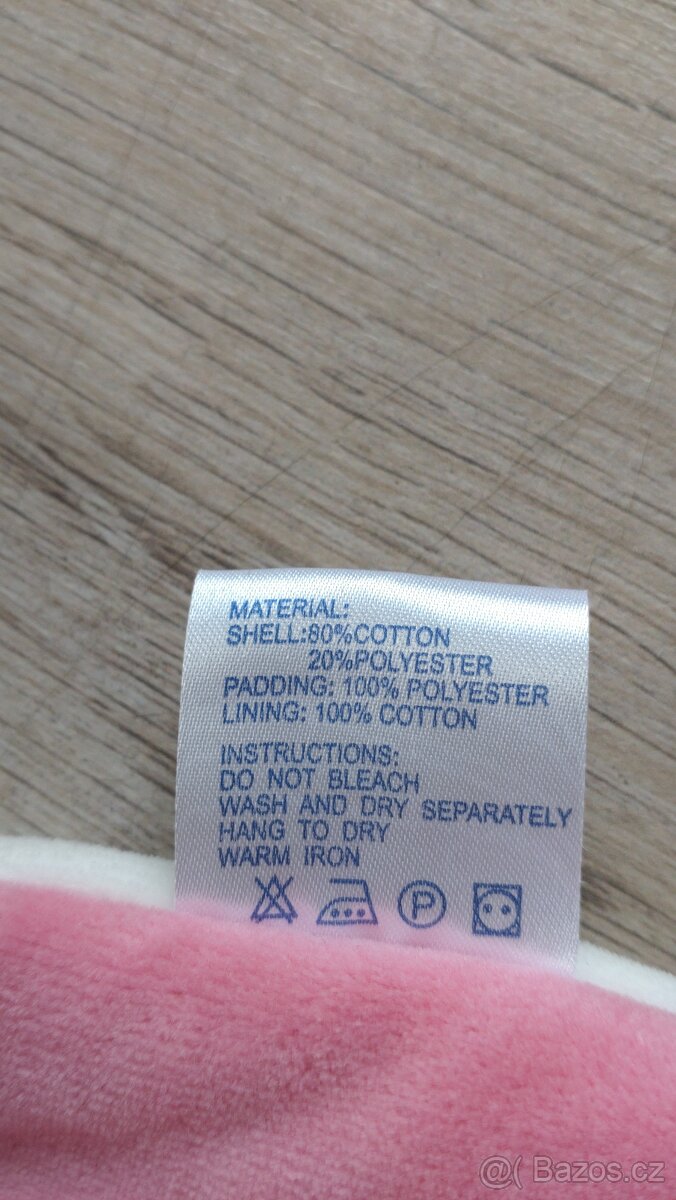 MATERIAL:
SHELL:80%COTTON
20%POLYESTER
PADDING: 100% POLYESTER
LINING: 100% COTTON
INSTRUCTIONS:
DO NOT BLEACH
WASH AND DRY SEPARATELY
HANG TO DRY
WARM IRON
P
@( Bazos.cz